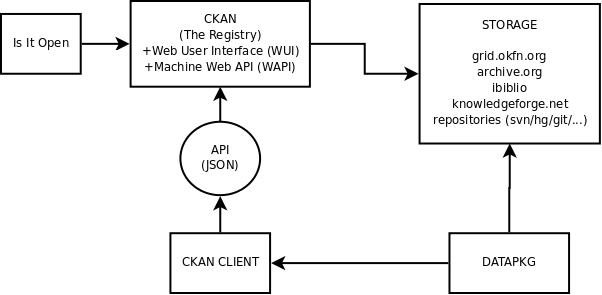 Is It Open
CKAN
(The Registry)
+Web User Interface (WUI)
+Machine Web API (WAPI)
STORAGE
grid.okfn.org
archive.org
ibiblio
knowledgeforge.net
repositories (svn/hg/git/...)
API
(JSON)
CKAN CLIENT
DATAPKG